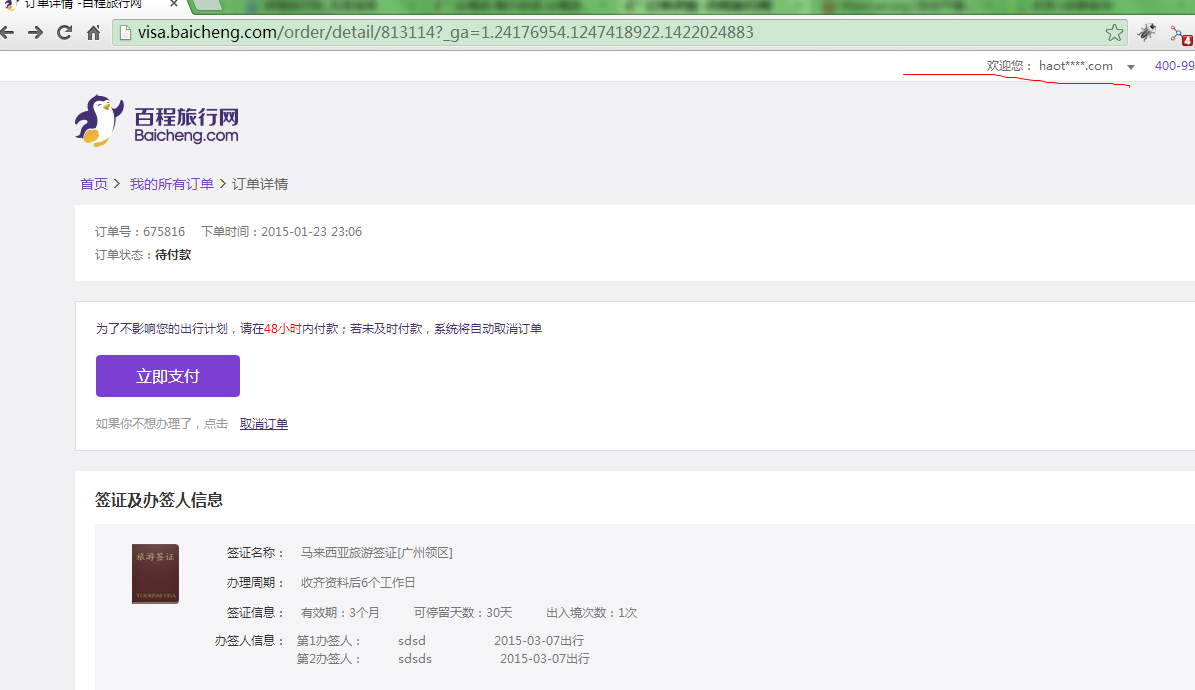 订单详情 -百程旅行网
visa.baicheng.com/order/detail/813114?_ga=1.24176954.1247418922.1422024883
4
欢迎您： haot****.com 400-99
百程旅行网
Baicheng.com
首页 > 我的所有订单 > 订单详情
订单号：675816 下单时间：2015-01-23 23:06
订单状态：待付款
为了不影响您的出行计划，请在48小时内付款；若未及时付款，系统将自动取消订单
立即支付
如果你不想办理了，点击 取消订单
签证及办签人信息
旅游签证
TOURISM VISA
签证名称： 马来西亚旅游签证[广州领区]
办理周期： 收齐资料后6个工作日
签证信息： 有效期：3个月 可停留天数：30天 出入境次数：1次
办签人信息： 第1办签人： sdsd 2015-03-07出行
第2办签人： sdsds 2015-03-07出行